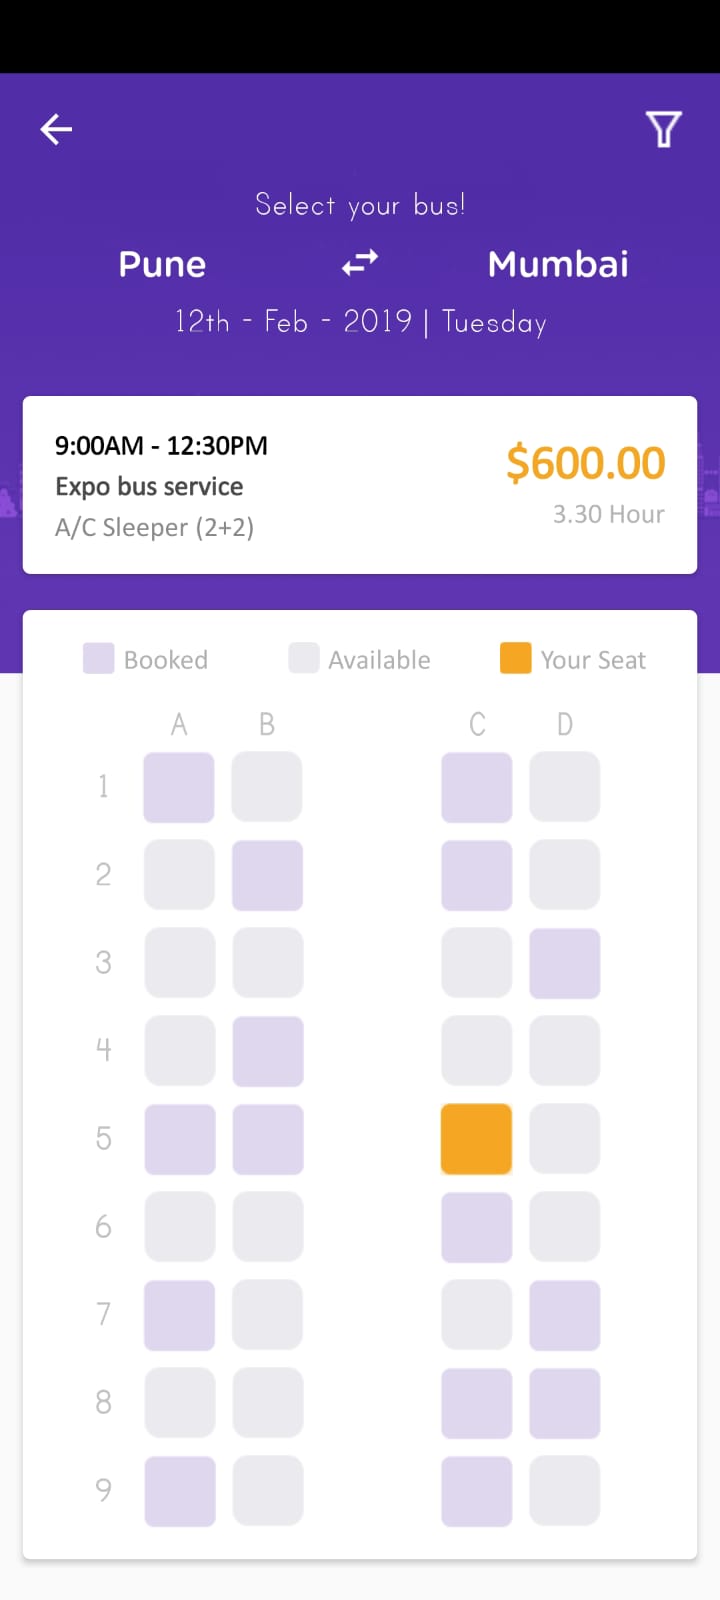 Select your bus!
Pune Mumbai
12th - Feb - 2019 | Tuesday
9:00AM - 12:30PM
$600.00
Expo bus service
3.30 Hour
A/C Sleeper (2+2)
Booked Available Your Seat
A B C D
1
2
3
4
5
6
7
8
9